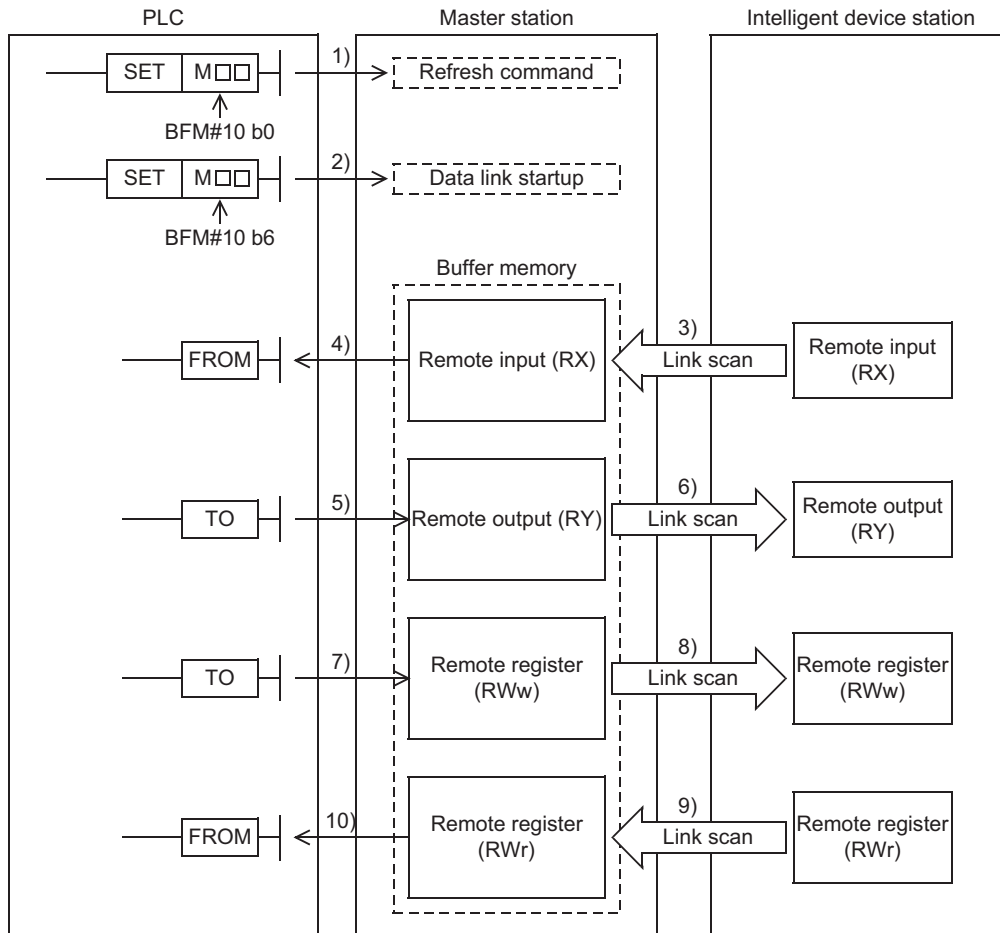 PLC
Master station
Intelligent device station
SET M□□
1)
Refresh command
BFM#10 b0
SET M□□
2)
Data link startup
BFM#10 b6
Buffer memory
FROM
4)
Remote input (RX)
3)
Link scan
Remote input
(RX)
TO
5)
Remote output (RY)
6)
Link scan
Remote output
(RY)
TO
7)
Remote register
(RWw)
8)
Link scan
Remote register
(RWw)
FROM
10)
Remote register
(RWr)
9)
Link scan
Remote register
(RWr)